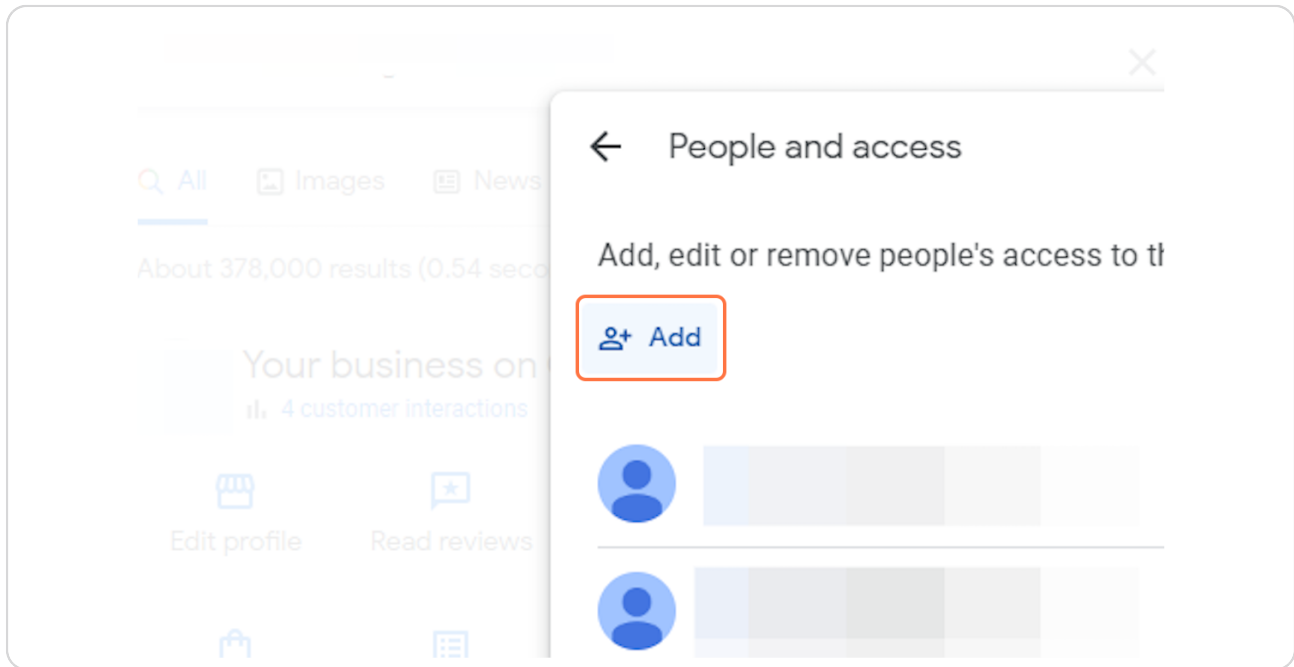 People and access
All Images News
Add, edit or remove people's access to th
About 378,000 results (0.54 seco
Add
Your business on
4 customer interactions
Edit profile Read reviews